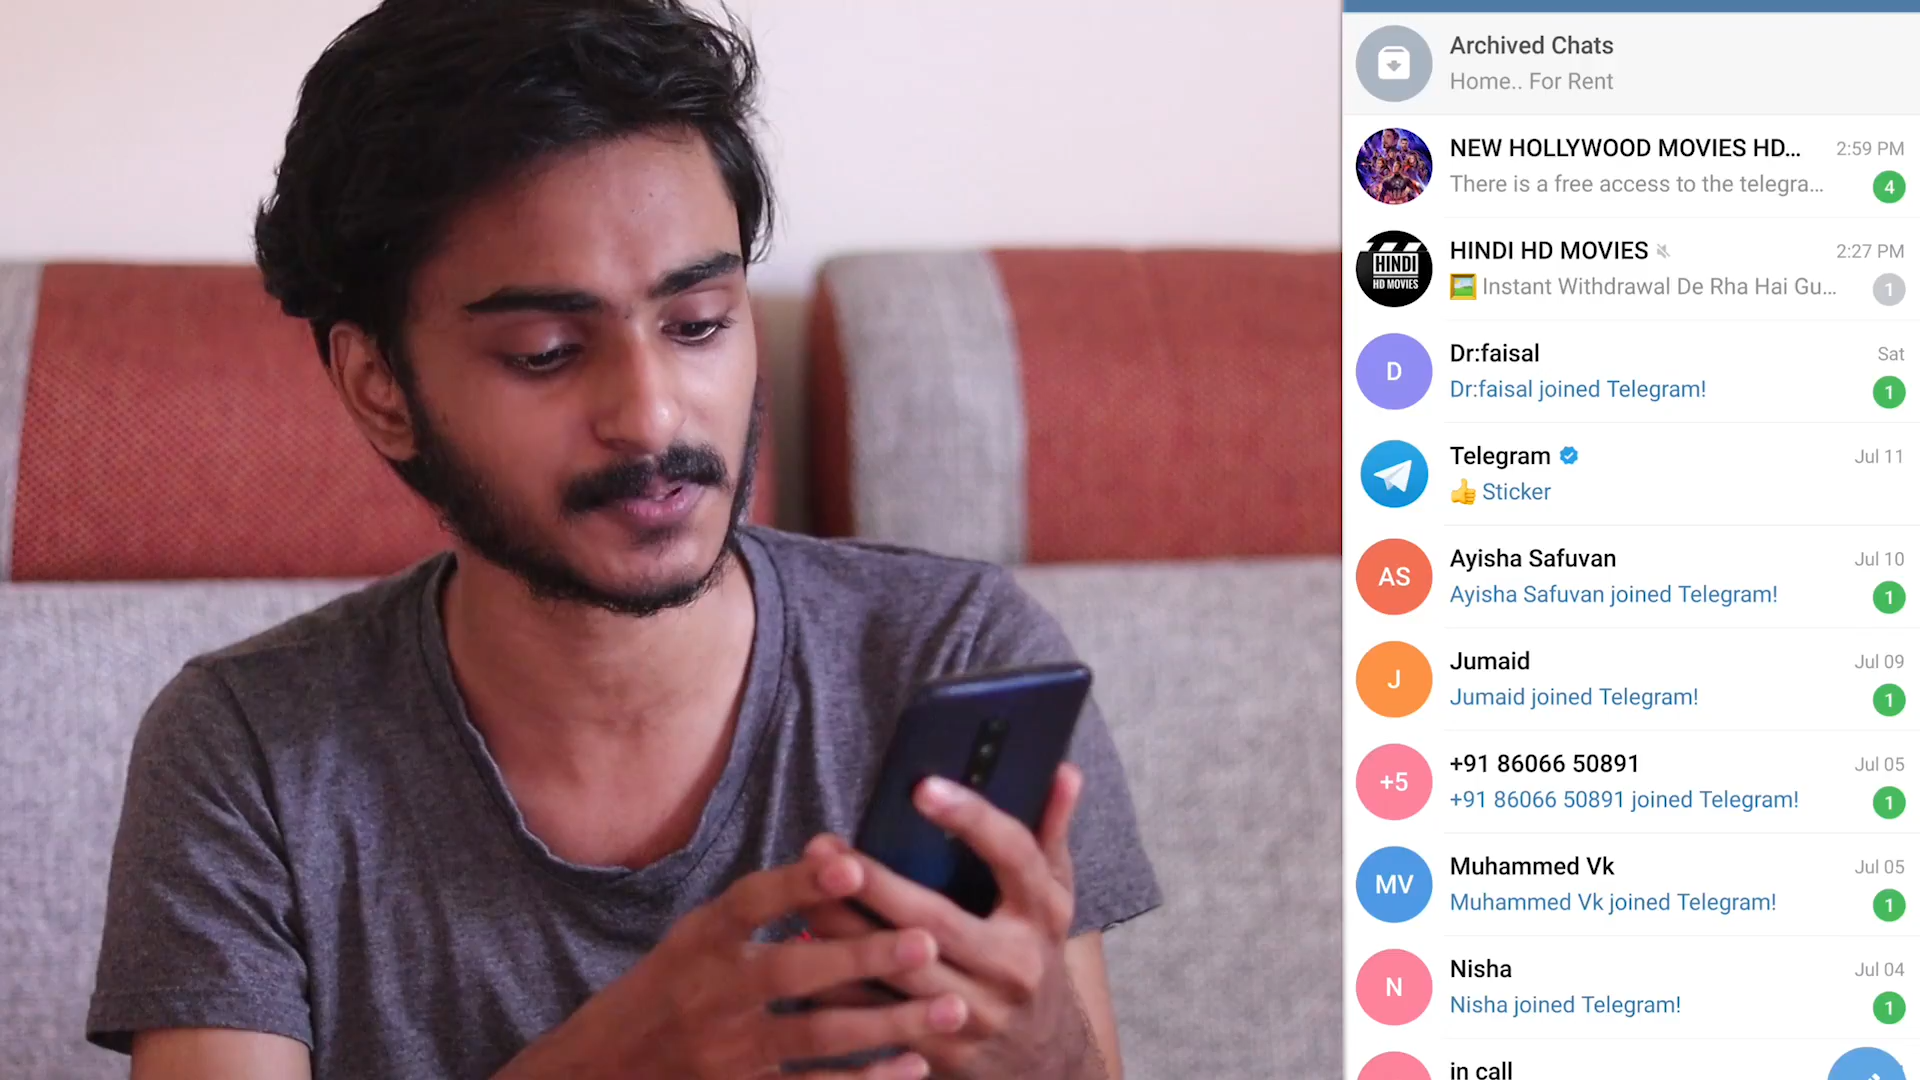 Archived Chats
Home.. For Rent
NEW HOLLYWOOD MOVIES HD... 2:59 PM
There is a free access to the telegra... 4
HINDI HD MOVIES 2:27 PM
HINDI
HD MOVIES
Instant Withdrawal De Rha Hai Gu... 1
Dr:faisal Sat
D
Dr:faisal joined Telegram! 1
Telegram Jul 11
👍 Sticker
Ayisha Safuvan Jul 10
AS
Ayisha Safuvan joined Telegram! 1
Jumaid Jul 09
J
Jumaid joined Telegram! 1
+91 86066 50891 Jul 05
+5
+91 86066 50891 joined Telegram! 1
Muhammed Vk Jul 05
MV
Muhammed Vk joined Telegram! 1
Nisha Jul 04
N
Nisha joined Telegram! 1
in call